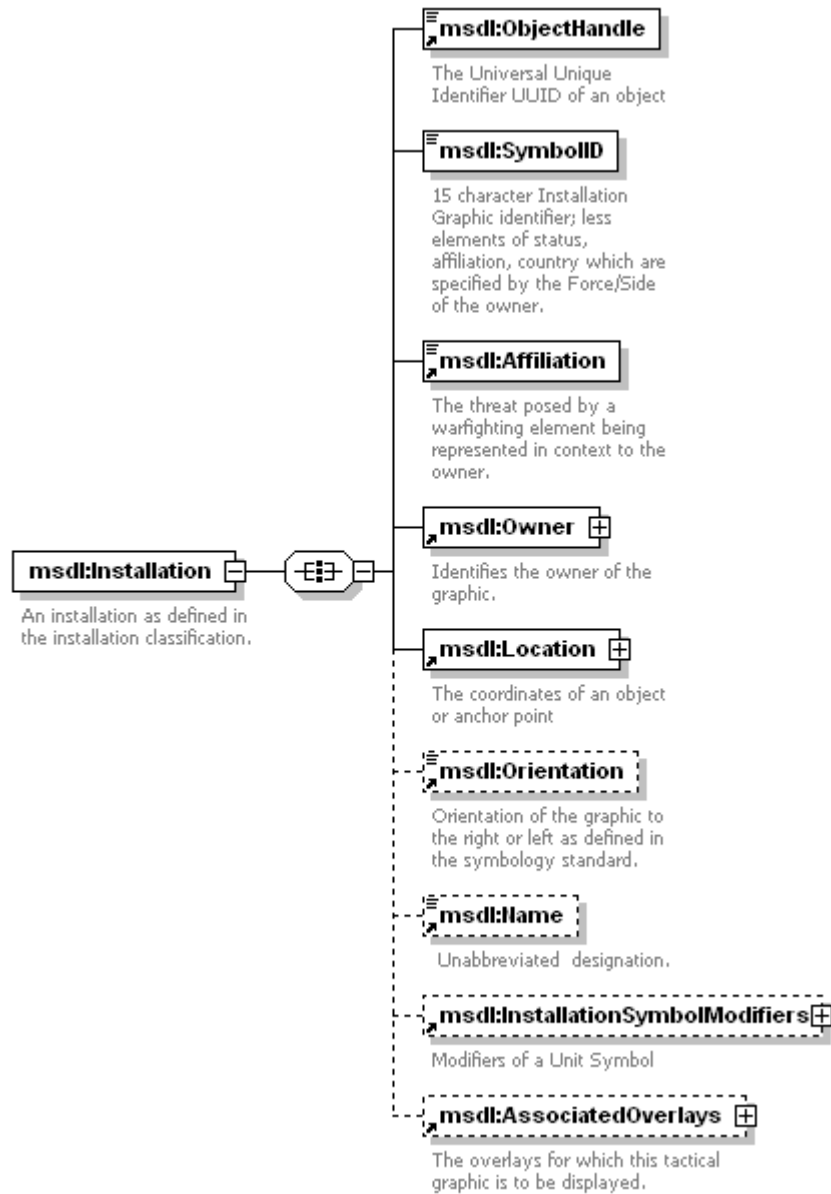 msdl:ObjectHandle
The Universal Unique
Identifier UUID of an object
msdl:SymbolID
15 character Installation
Graphic identifier; less
elements of status,
affiliation, country which are
specified by the Force/Side
of the owner.
msdl:Affiliation
The threat posed by a
warfighting element being
represented in context to the
owner.
msdl:Owner
Identifies the owner of the
graphic.
msdl:Installation
An installation as defined in
the installation classification.
msdl:Location
The coordinates of an object
or anchor point
msdl:Orientation
Orientation of the graphic to
the right or left as defined in
the symbology standard.
msdl:Name
Unabbreviated designation.
msdl:InstallationSymbolModifiers
Modifiers of a Unit Symbol
msdl:AssociatedOverlays
The overlays for which this tactical
graphic is to be displayed.